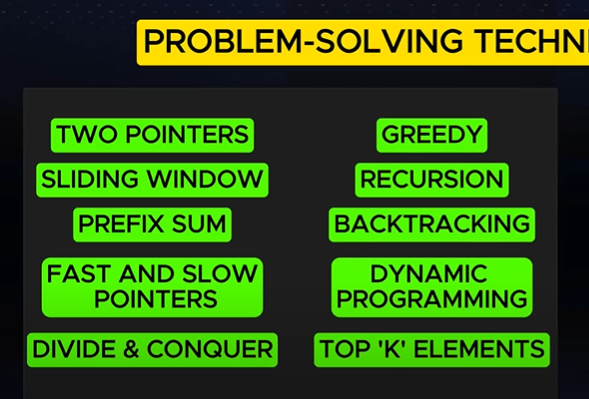 PROBLEM-SOLVING TECHN
TWO POINTERS
SLIDING WINDOW
PREFIX SUM
FAST AND SLOW
POINTERS
DIVIDE & CONQUER
GREEDY
RECURSION
BACKTRACKING
DYNAMIC
PROGRAMMING
TOP 'K' ELEMENTS